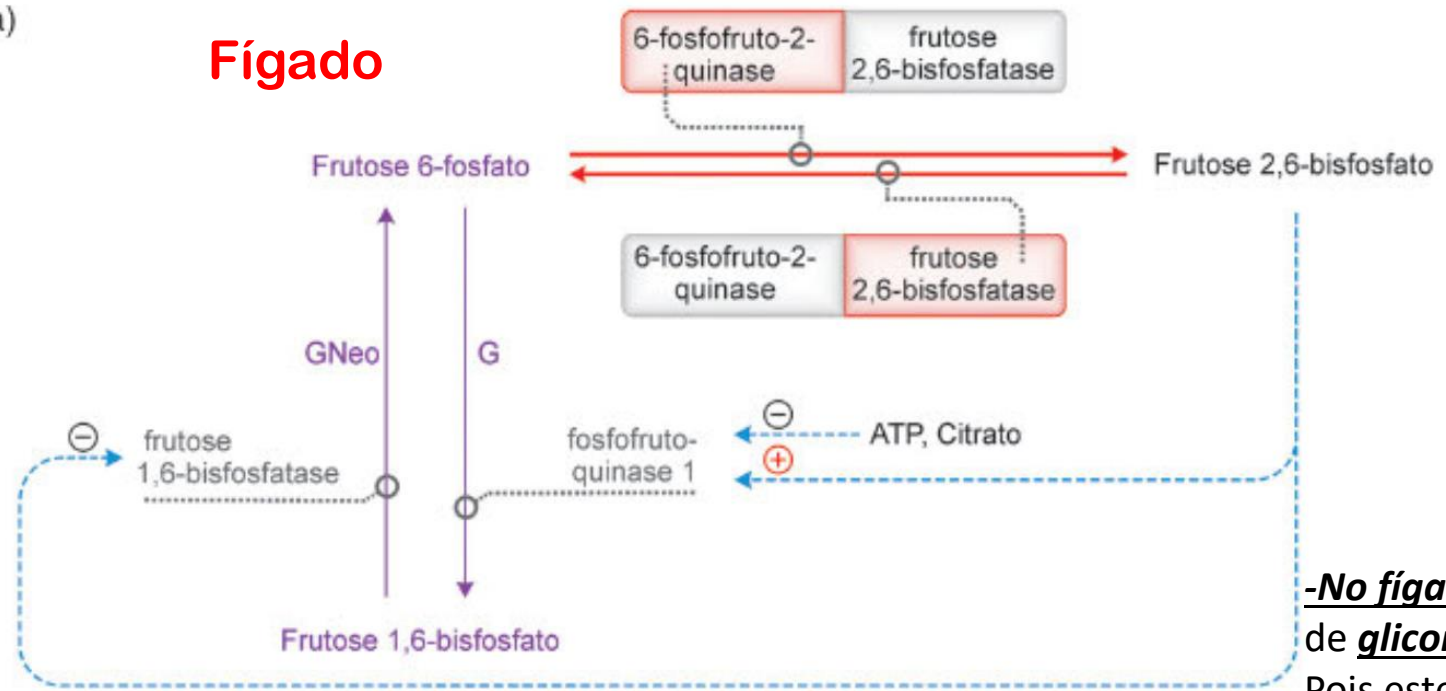 a)
Fígado
6-fosfofruto-2-
quinase
frutose
2,6-bisfosfatase
Frutose 6-fosfato
Frutose 2,6-bisfosfato
6-fosfofruto-2-
quinase
frutose
2,6-bisfosfatase
GNeo
G
frutose
1,6-bisfosfatase
fosfofruto-
quinase 1
ATP, Citrato
Frutose 1,6-bisfosfato
-No fíga
de glico